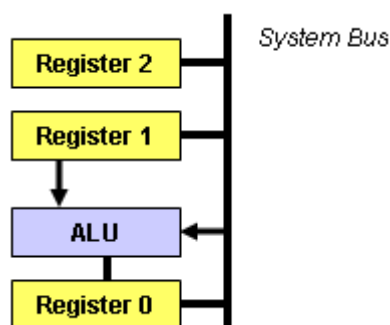 System Bus
Register 2
Register 1
ALU
Register 0